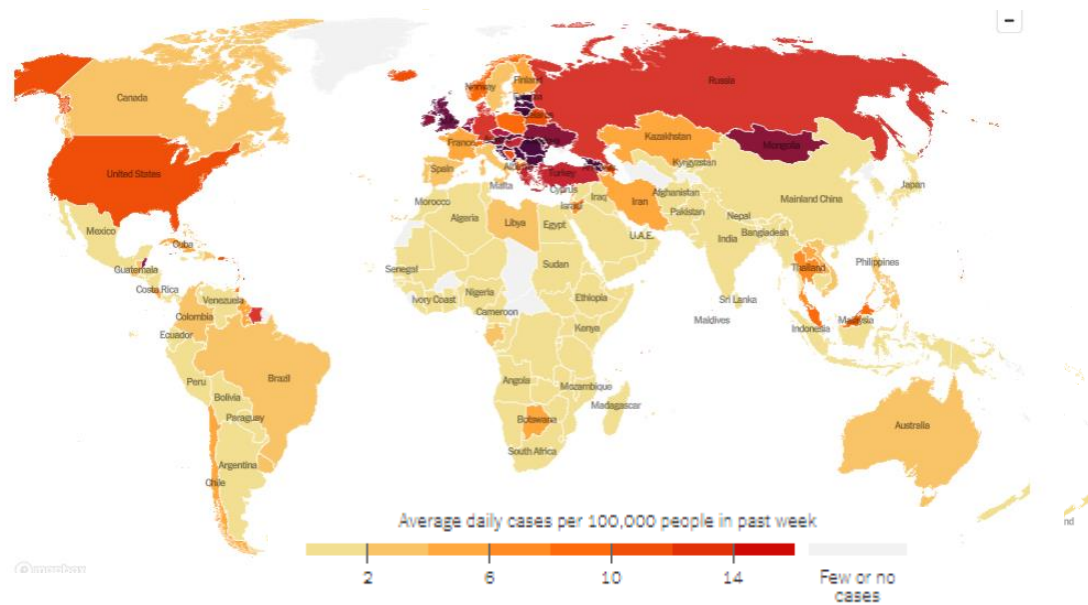 Russia
Canada
Norway
Finland
Mongolia
France
Kazakhstan
United States
Spain
Turkey
Kyrgyzstan
Malta
Cyprus
Afghanistan
Japan
Morocco
Israel
Iraq
Iran
Pakistan
Mainland China
Algeria
Libya
Egypt
Nepal
Mexico
Cuba
U.A.E.
India
Bangladesh
Guatemala
Senegal
Sudan
Thailand
Philippines
Costa Rica
Venezuela
Ivory Coast
Nigeria
Ethiopia
Sri Lanka
Colombia
Cameroon
Maldives
Malaysia
Ecuador
Kenya
Indonesia
Peru
Brazil
Angola
Mozambique
Bolivia
Madagascar
Paraguay
Botswana
Australia
South Africa
Argentina
Chile
Average daily cases per 100,000 people in past week
nd
2 6 10 14 Few or no
cases
mapbox